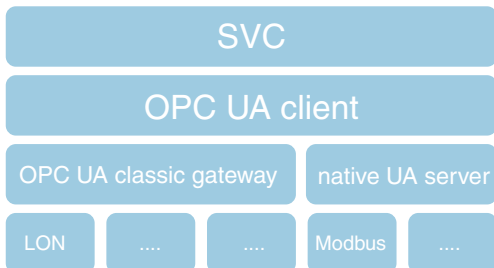 SVC
OPC UA client
OPC UA classic gateway native UA server
LON .... .... Modbus ....